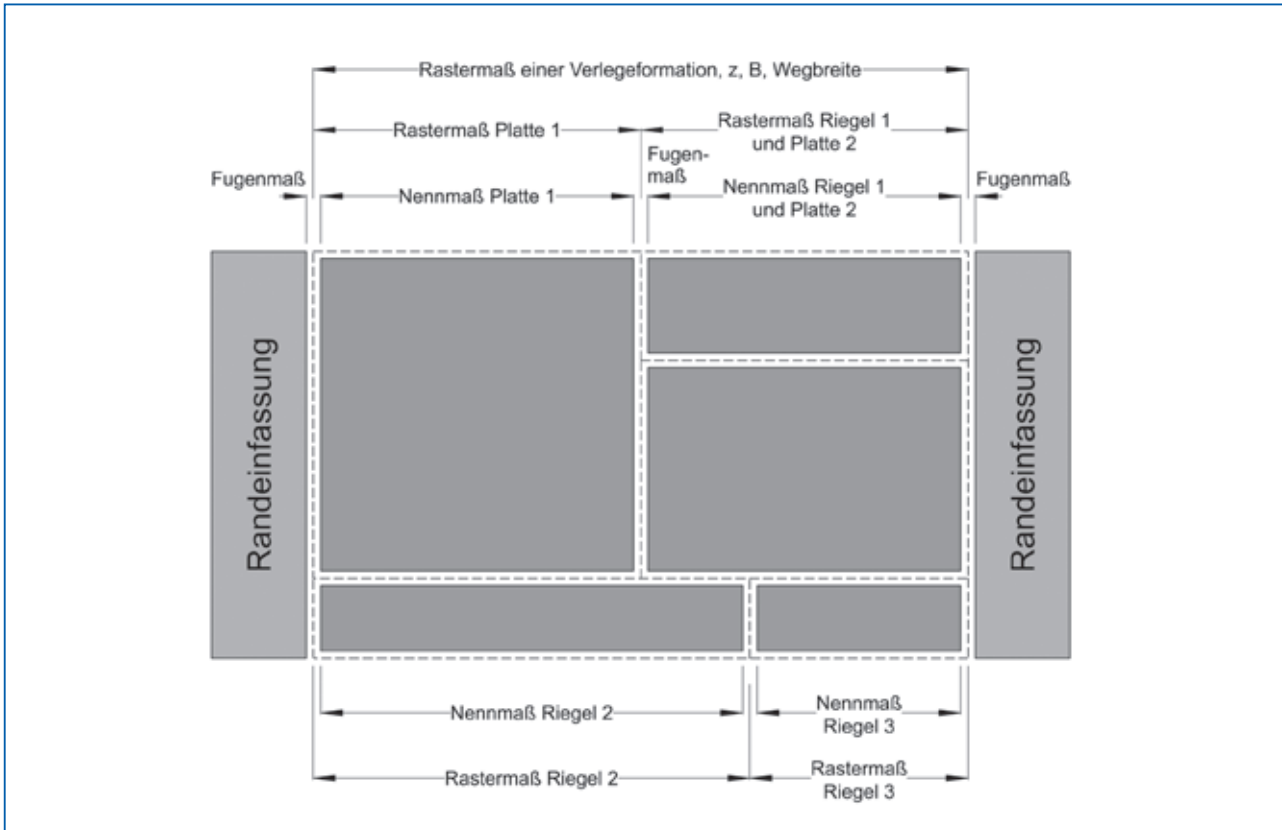 Rastermaß einer Verlegeformation, z, B, Wegbreite
Rastermaß Platte 1
Rastermaß Riegel 1
und Platte 2
Fugenmaß
Nennmaß Platte 1
Fugen-
maß
Nennmaß Riegel 1
und Platte 2
Fugenmaß
Randeinfassung
Randeinfassung
Nennmaß Riegel 2
Nennmaß
Riegel 3
Rastermaß Riegel 2
Rastermaß
Riegel 3